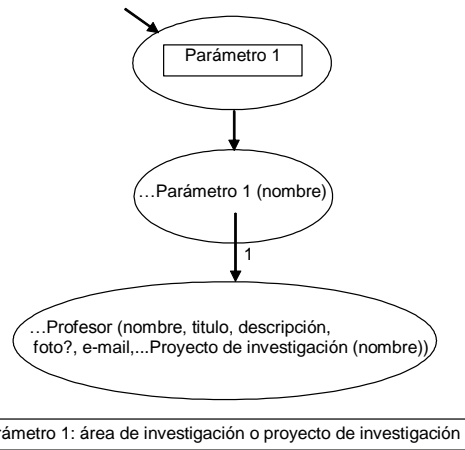 Parámetro 1
…Parámetro 1 (nombre)
1
…Profesor (nombre, titulo, descripción,
foto?, e-mail,...Proyecto de investigación (nombre))
rámetro 1: área de investigación o proyecto de investigación